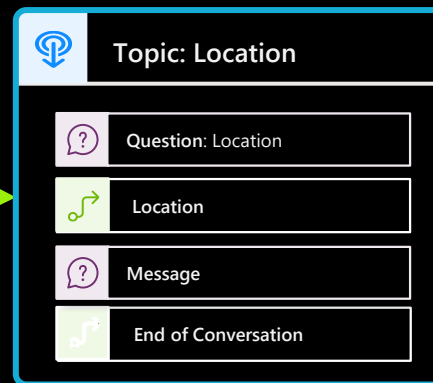 Topic: Location
Question: Location
Location
Message
End of Conversation